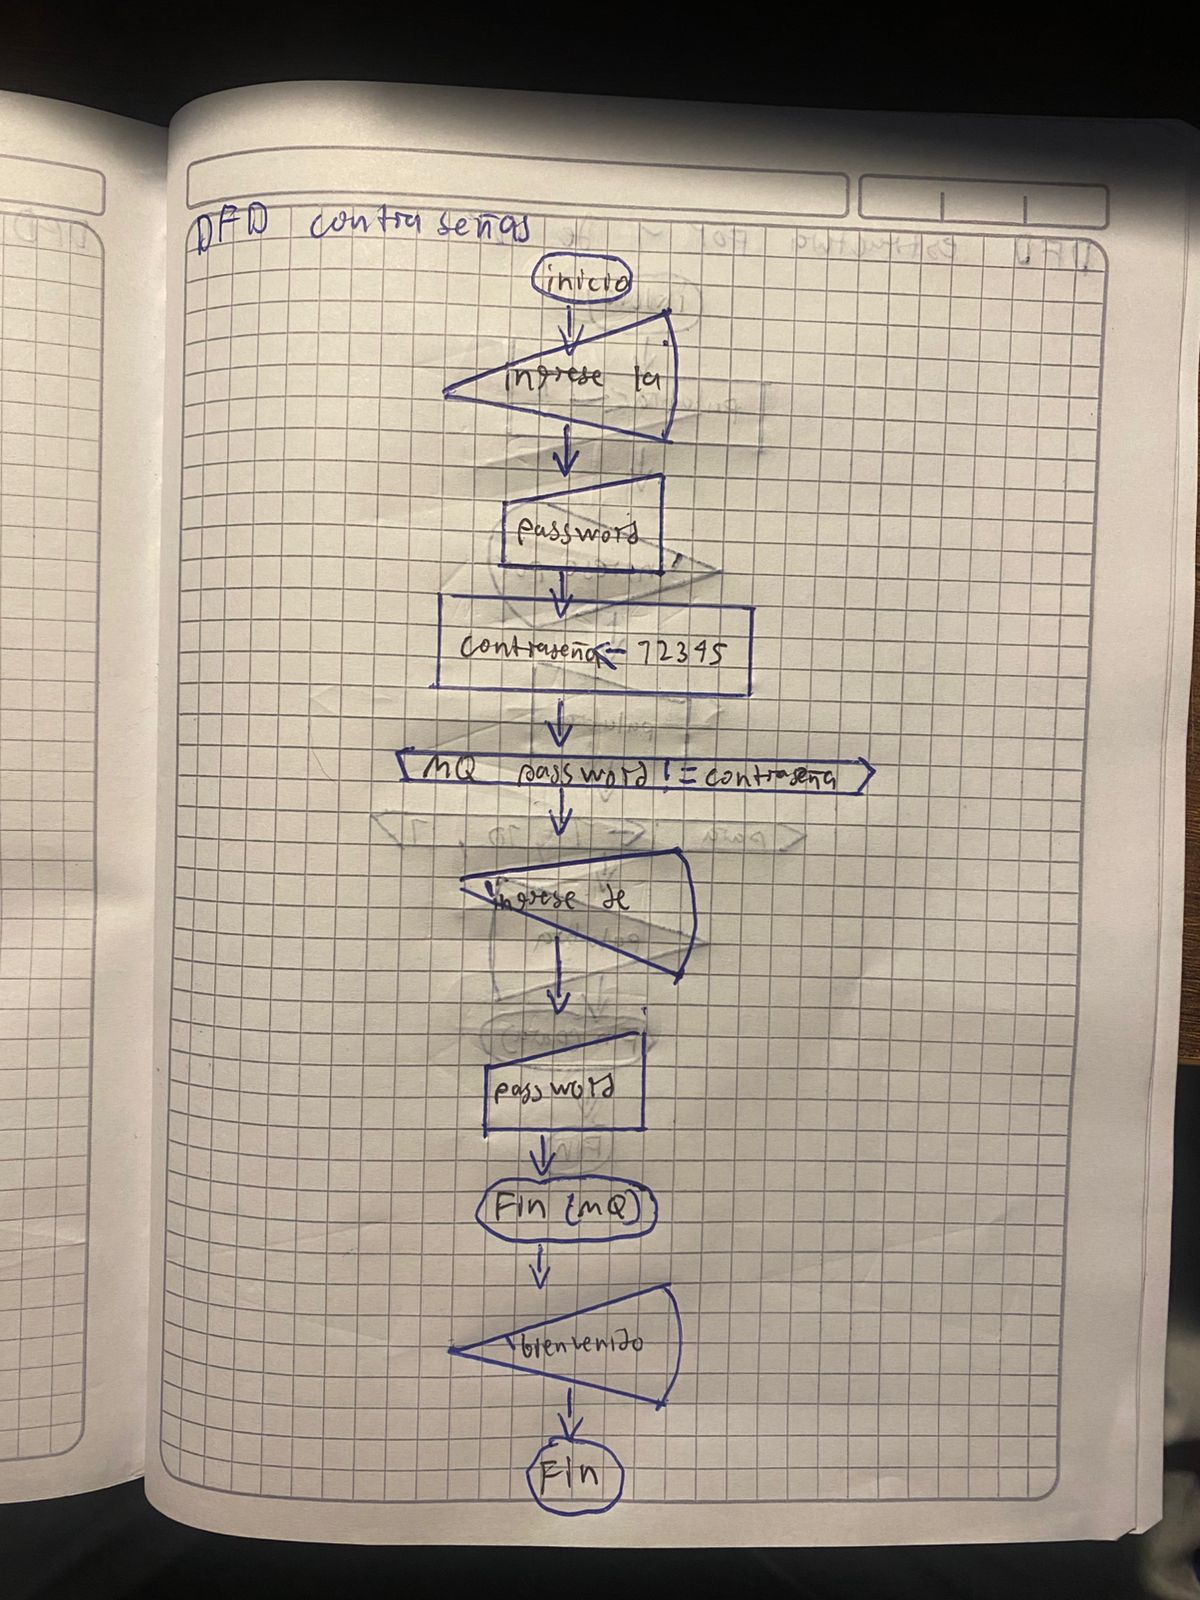 DFD contraseñas
inicio
ingrese la
password
contraseña ← 12345
MQ password != contraseña
ingrese de
password
Fin (MQ)
bienvenido
Fin